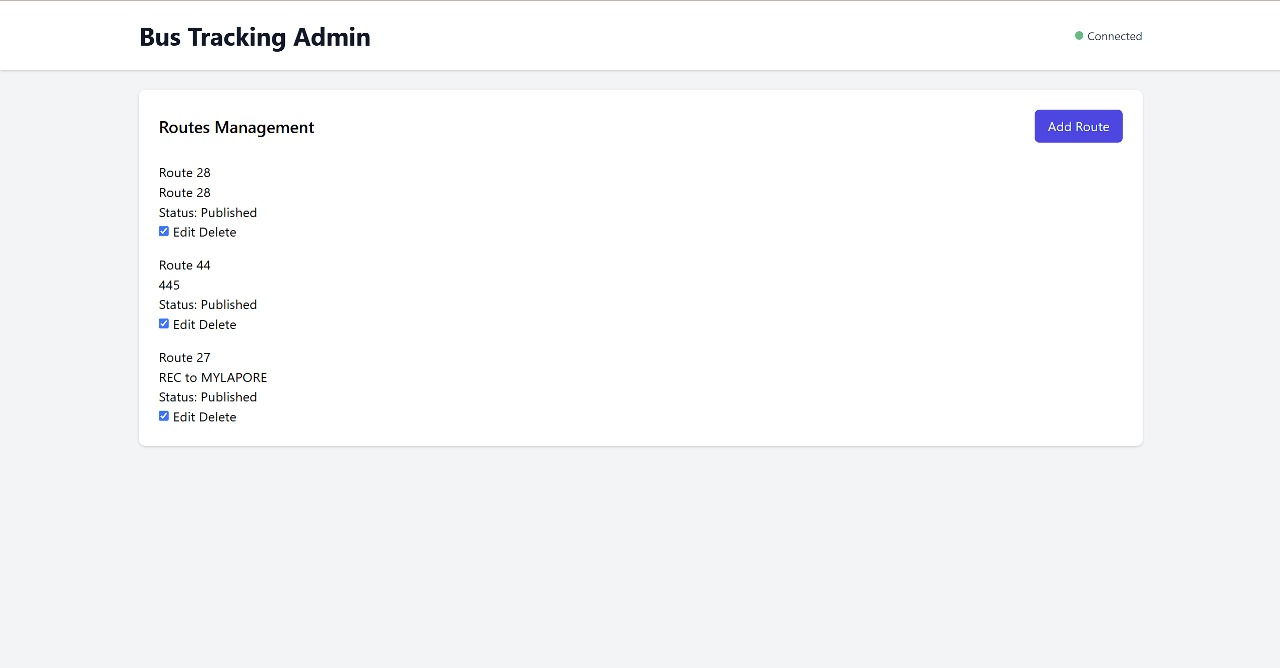 Bus Tracking Admin
Connected
Routes Management
Add Route
Route 28
Route 28
Status: Published
Edit Delete
Route 44
445
Status: Published
Edit Delete
Route 27
REC to MYLAPORE
Status: Published
Edit Delete